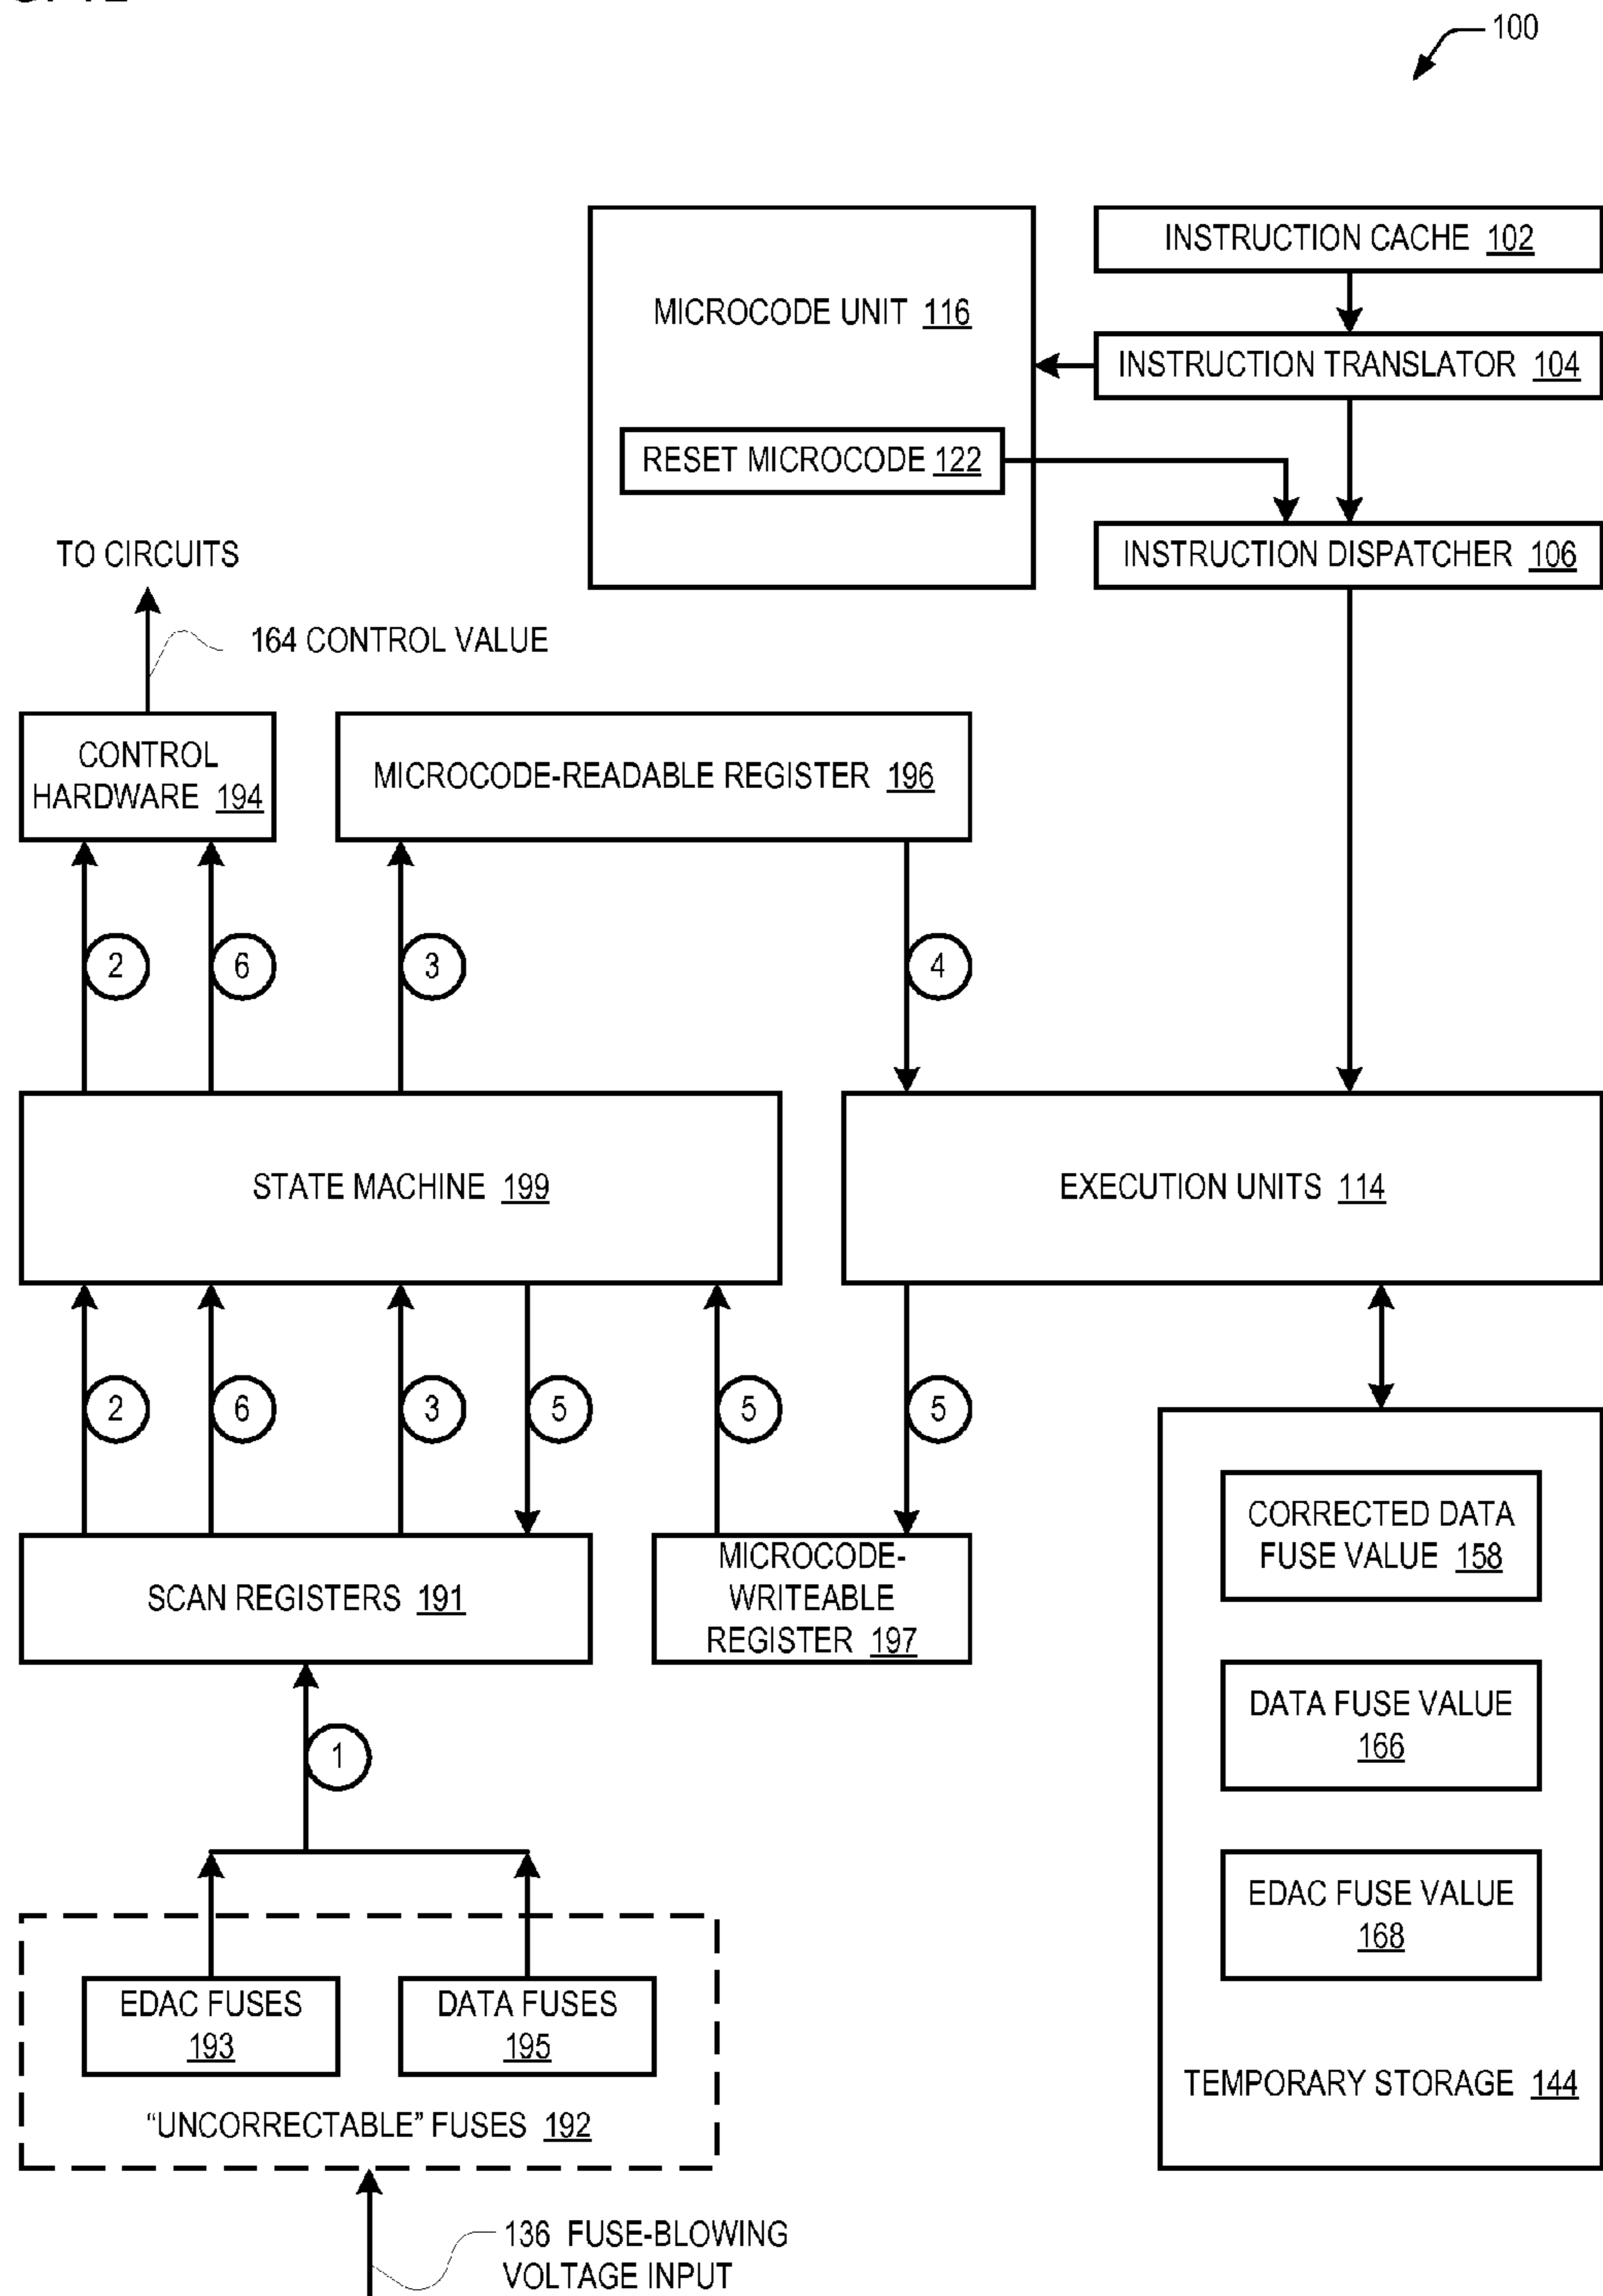 100
INSTRUCTION CACHE 102
MICROCODE UNIT 116
INSTRUCTION TRANSLATOR 104
RESET MICROCODE 122
INSTRUCTION DISPATCHER 106
TO CIRCUITS
164 CONTROL VALUE
CONTROL
HARDWARE 194
MICROCODE-READABLE REGISTER 196
2
6
3
4
STATE MACHINE 199
EXECUTION UNITS 114
2
6
3
5
5
5
SCAN REGISTERS 191
MICROCODE-
WRITEABLE
REGISTER 197
CORRECTED DATA
FUSE VALUE 158
DATA FUSE VALUE
166
EDAC FUSE VALUE
168
TEMPORARY STORAGE 144
1
EDAC FUSES
193
DATA FUSES
195
“UNCORRECTABLE” FUSES 192
136 FUSE-BLOWING
VOLTAGE INPUT